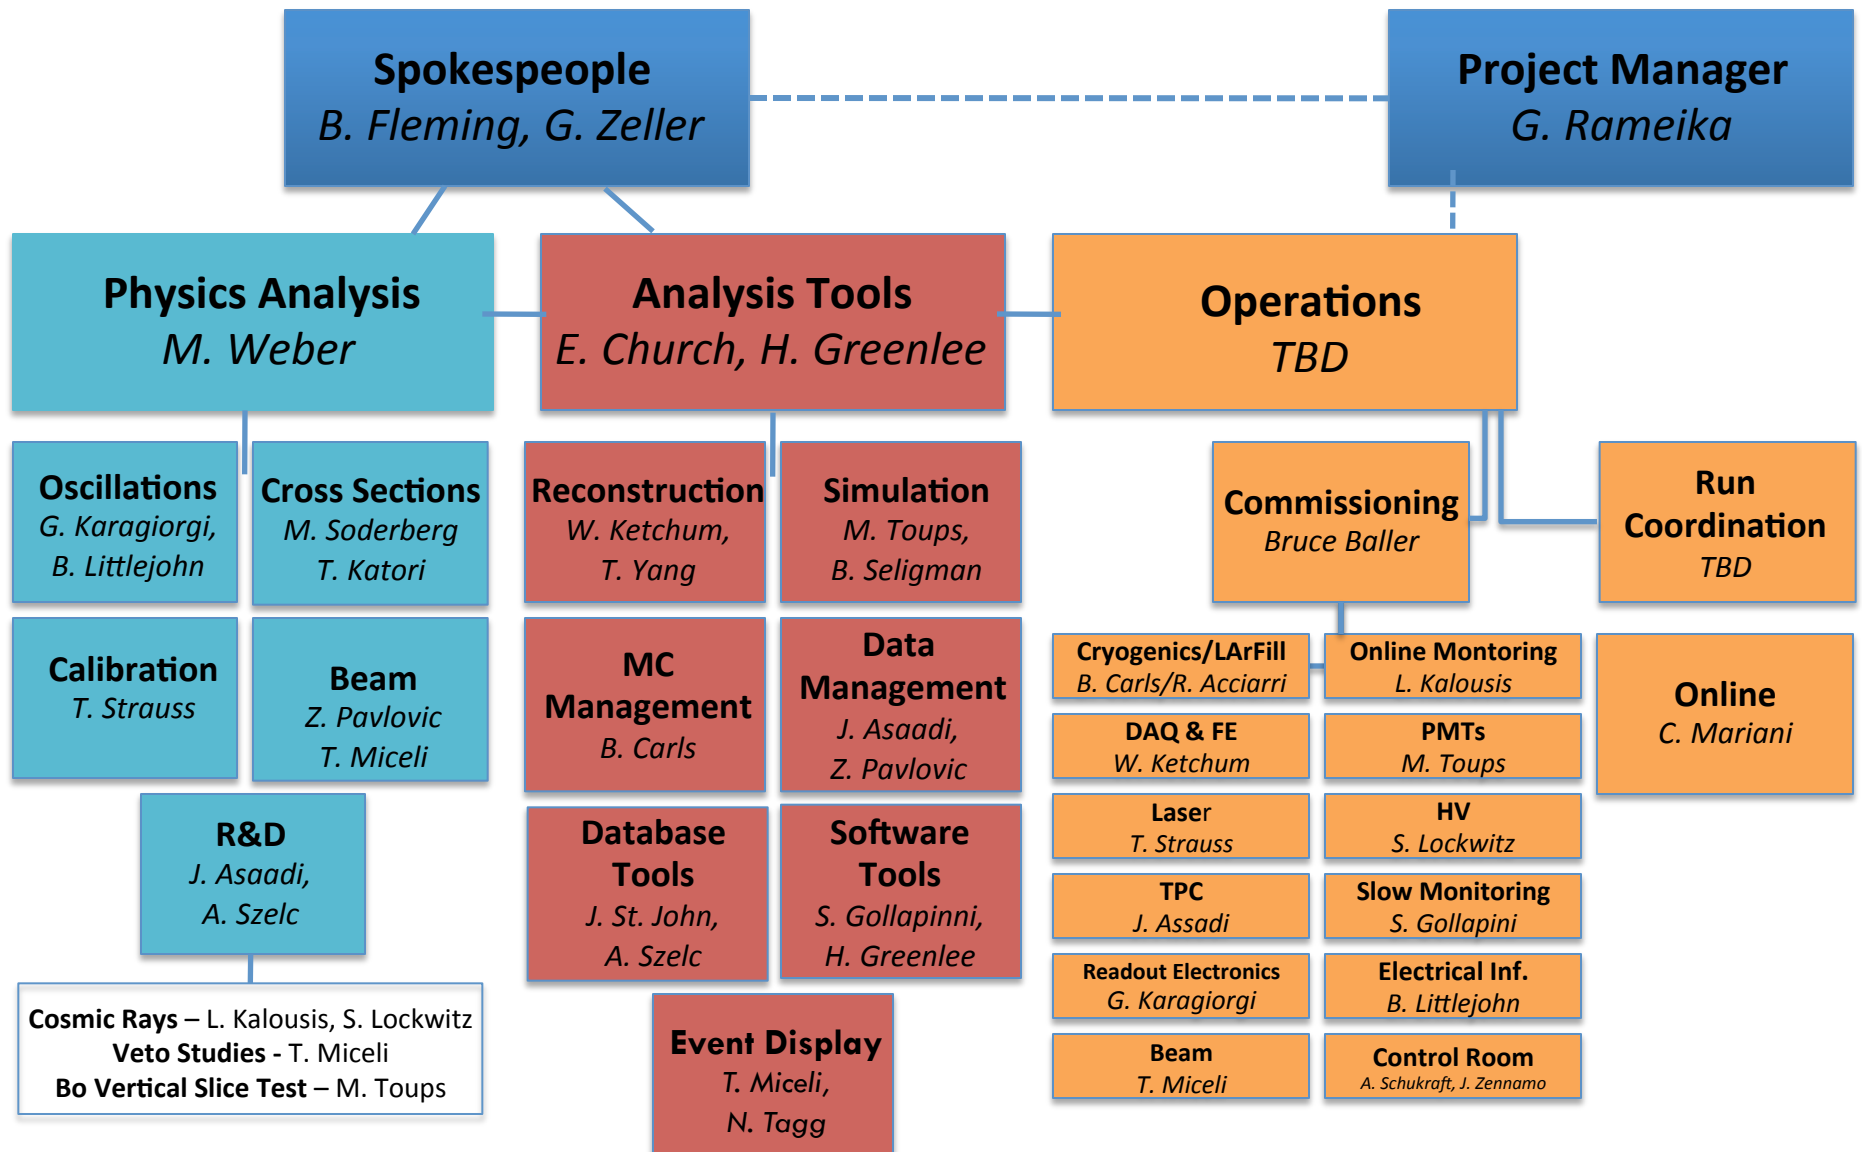 Spokespeople
B. Fleming, G. Zeller
Project Manager
G. Rameika
Physics Analysis
M. Weber
Analysis Tools
E. Church, H. Greenlee
Operations
TBD
Oscillations
G. Karagiorgi,
B. Littlejohn
Cross Sections
M. Soderberg
T. Katori
Calibration
T. Strauss
Beam
Z. Pavlovic
T. Miceli
R&D
J. Asaadi,
A. Szelc
Cosmic Rays – L. Kalousis, S. Lockwitz
Veto Studies - T. Miceli
Bo Vertical Slice Test – M. Toups
Reconstruction
W. Ketchum,
T. Yang
Simulation
M. Toups,
B. Seligman
MC
Management
B. Carls
Data
Management
J. Asaadi,
Z. Pavlovic
Database
Tools
J. St. John,
A. Szelc
Software
Tools
S. Gollapinni,
H. Greenlee
Event Display
T. Miceli,
N. Tagg
Commissioning
Bruce Baller
Run
Coordination
TBD
Cryogenics/LArFill
B. Carls/R. Acciarri
Online Montoring
L. Kalousis
DAQ & FE
W. Ketchum
PMTs
M. Toups
Laser
T. Strauss
HV
S. Lockwitz
TPC
J. Assadi
Slow Monitoring
S. Gollapini
Readout Electronics
G. Karagiorgi
Electrical Inf.
B. Littlejohn
Beam
T. Miceli
Control Room
A. Schukraft, J. Zennamo
Online
C. Mariani